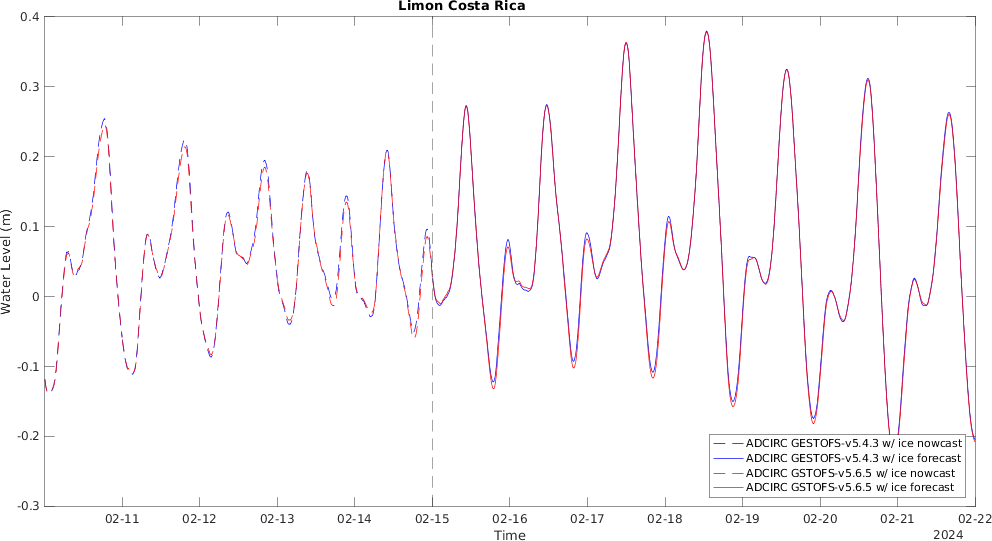 Limon Costa Rica
0.4
0.3
0.2
0.1
0
-0.1
-0.2
-0.3
Water Level (m)
ADCIRC GESTOFS-v5.4.3 w/ ice nowcast
ADCIRC GESTOFS-v5.4.3 w/ ice forecast
ADCIRC GSTOFS-v5.6.5 w/ ice nowcast
ADCIRC GSTOFS-v5.6.5 w/ ice forecast
02-11 02-12 02-13 02-14 02-15 02-16 02-17 02-18 02-19 02-20 02-21 02-22
Time
2024